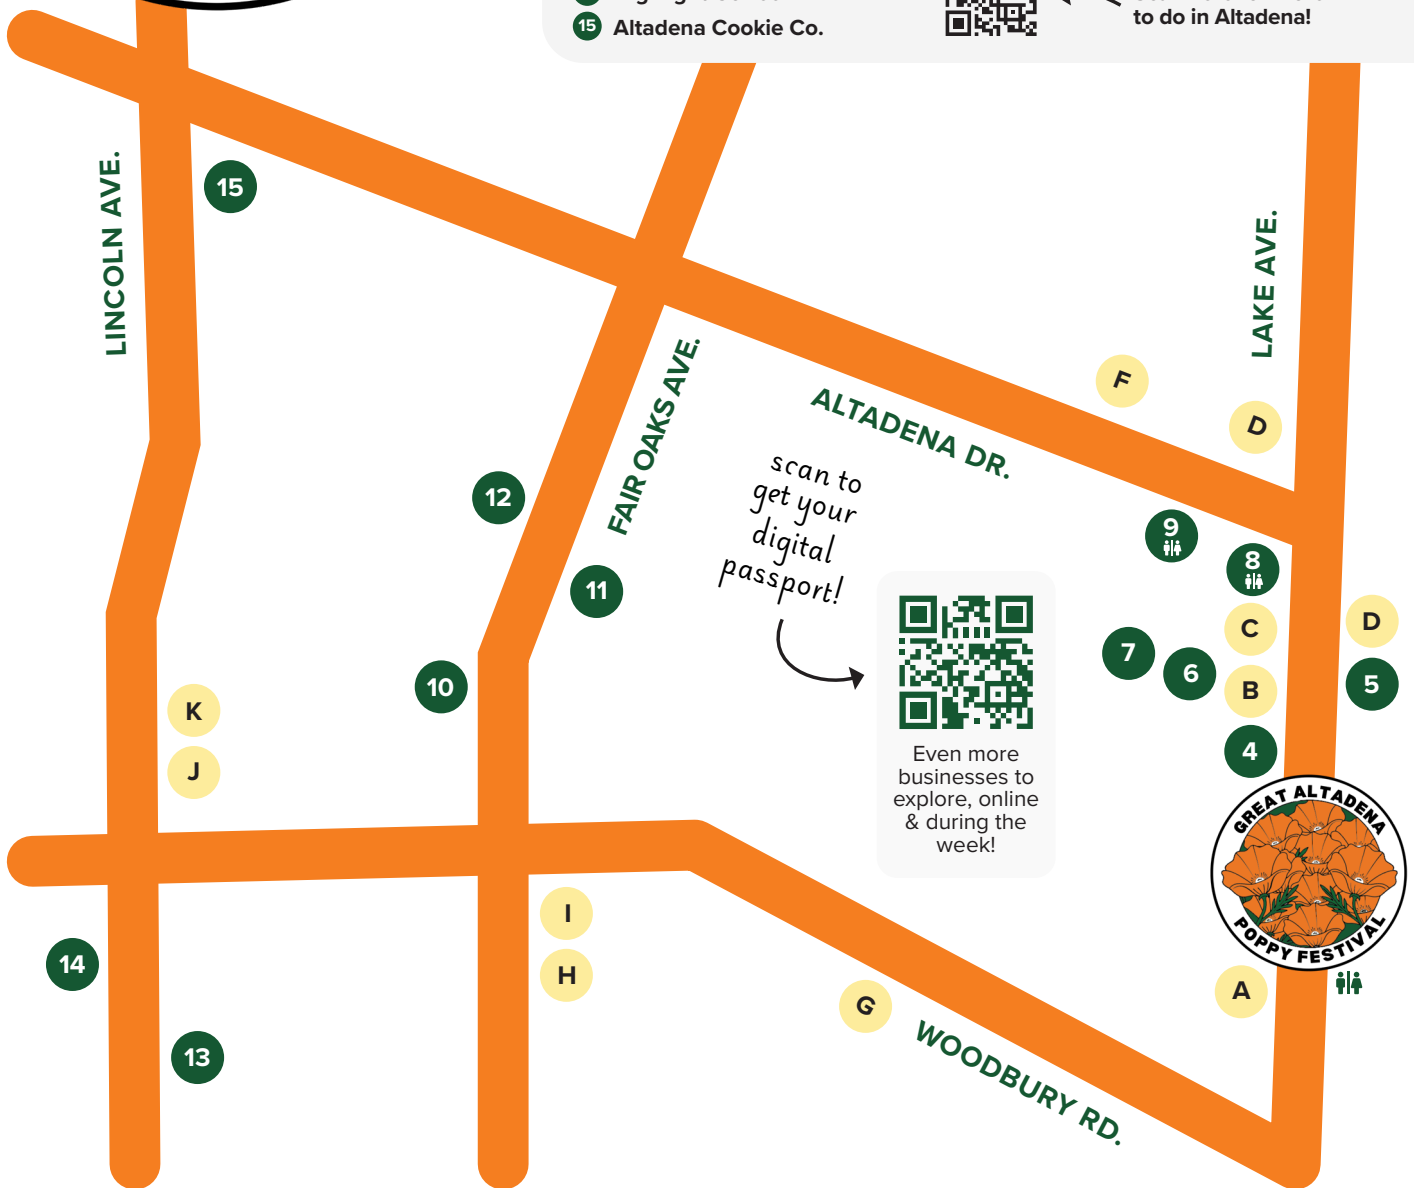 15 Altadena Cookie Co.
to do in Altadena!
LINCOLN AVE.
15
LAKE AVE.
FAIR OAKS AVE.
ALTADENA DR.
F
D
12
scan to
get your
digital
passport!
9
8
11
C
D
7
6
10
B
5
K
4
J
Even more
businesses to
explore, online
& during the
week!
GREAT ALTADENA
POPPY FESTIVAL
I
14
H
A
G
13
WOODBURY RD.